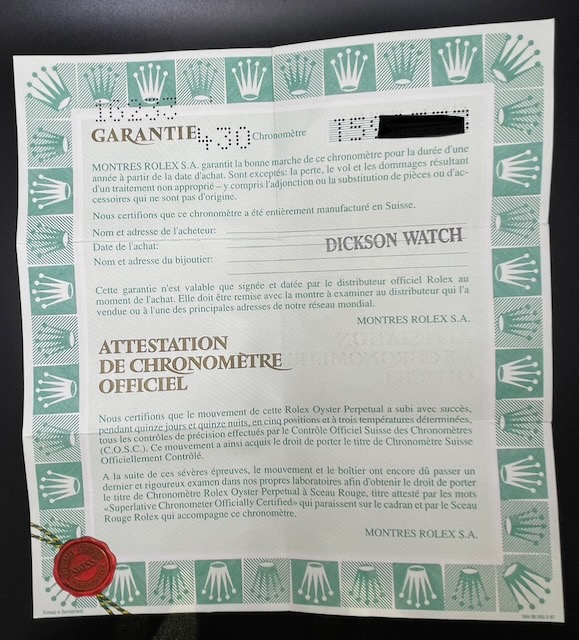 16233
GARANTIE 430 Chronomètre
MONTRES ROLEX S.A. garantit la bonne marche de ce chronomètre pour la durée d'une
année à partir de la date d'achat. Sont exceptés: la perte, le vol et les dommages résultant
d'un traitement non approprié – y compris l'adjonction ou la substitution de pièces ou d'ac-
cessoires qui ne sont pas d'origine.
Nous certifions que ce chronomètre a été entièrement manufacturé en Suisse.
Nom et adresse de l'acheteur:
Date de l'achat:
DICKSON WATCH
Nom et adresse du bijoutier:
Cette garantie n'est valable que signée et datée par le distributeur officiel Rolex au
moment de l'achat. Elle doit être remise avec la montre à examiner au distributeur qui l'a
vendue ou à l'une des principales adresses de notre réseau mondial.
MONTRES ROLEX S.A.
ATTESTATION
DE CHRONOMÈTRE
OFFICIEL
Nous certifions que le mouvement de cette Rolex Oyster Perpetual a subi avec succès,
pendant quinze jours et quinze nuits, en cinq positions et à trois températures déterminées,
tous les contrôles de précision effectués par le Contrôle Officiel Suisse des Chronomètres
(C.O.S.C.). Ce mouvement a ainsi acquis le droit de porter le titre de Chronomètre Suisse
Officiellement Contrôlé.
A la suite de ces sévères épreuves, le mouvement et le boîtier ont encore dû passer un
dernier et rigoureux examen dans nos propres laboratoires afin d'obtenir le droit de porter
le titre de Chronomètre Rolex Oyster Perpetual à Sceau Rouge, titre attesté par les mots
«Superlative Chronometer Officially Certified» qui paraissent sur le cadran et par le Sceau
Rouge Rolex qui accompagne ce chronomètre.
MONTRES ROLEX S.A.
Printed in Switzerland